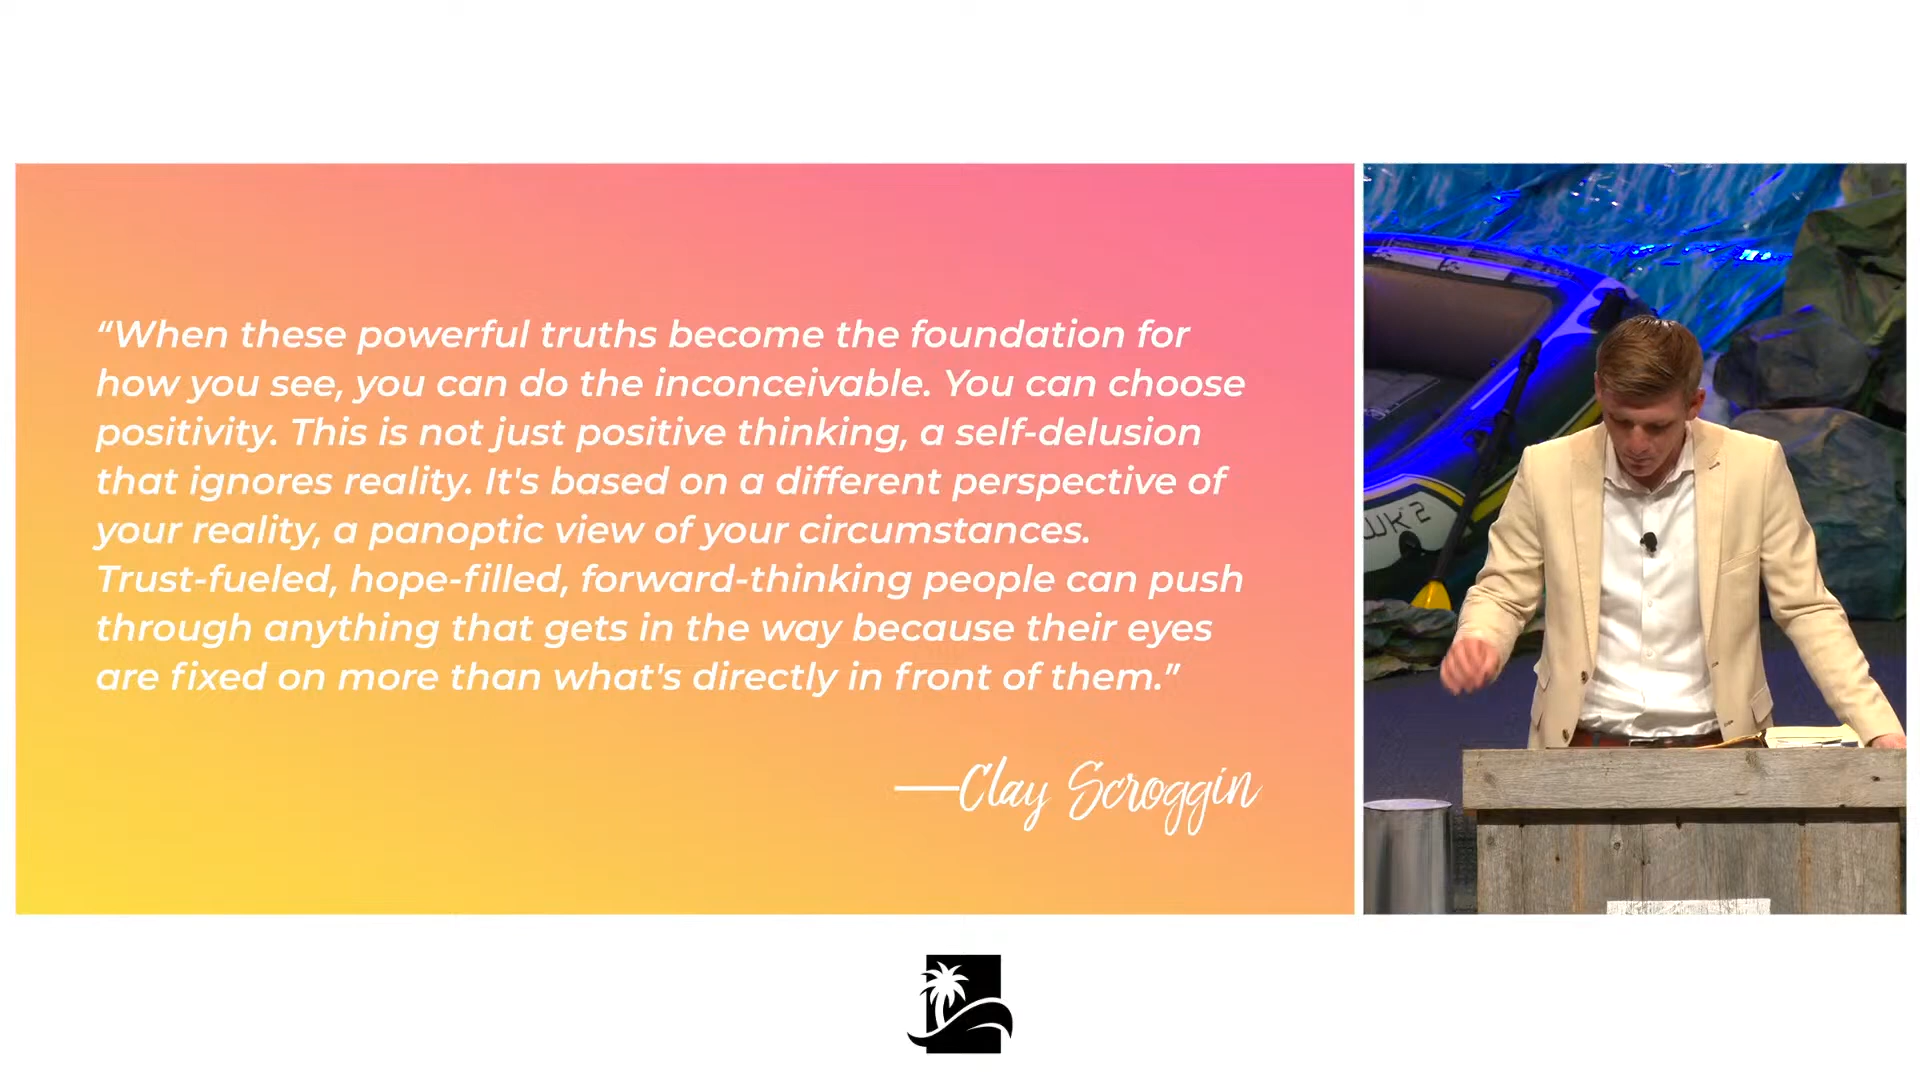 “When these powerful truths become the foundation for
how you see, you can do the inconceivable. You can choose
positivity. This is not just positive thinking, a self-delusion
that ignores reality. It's based on a different perspective of
your reality, a panoptic view of your circumstances.
Trust-fueled, hope-filled, forward-thinking people can push
through anything that gets in the way because their eyes
are fixed on more than what's directly in front of them.”
—Clay Scroggin